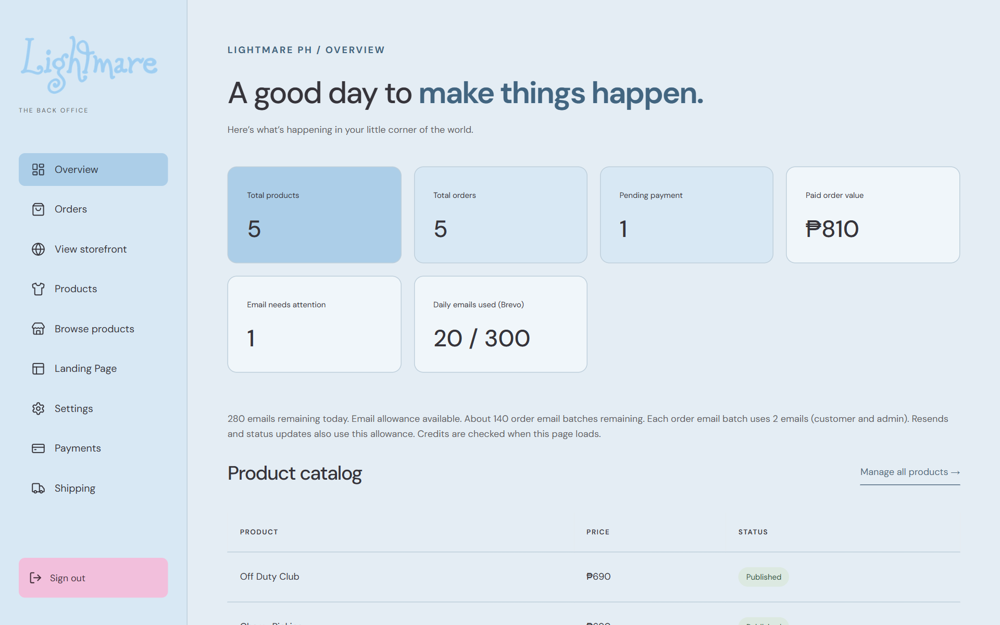 Lightmare
THE BACK OFFICE
Overview
Orders
View storefront
Products
Browse products
Landing Page
Settings
Payments
Shipping
Sign out
LIGHTMARE PH / OVERVIEW
A good day to make things happen.
Here’s what’s happening in your little corner of the world.
Total products
5
Total orders
5
Pending payment
1
Paid order value
₱810
Email needs attention
1
Daily emails used (Brevo)
20 / 300
280 emails remaining today. Email allowance available. About 140 order email batches remaining. Each order email batch uses 2 emails (customer and admin). Resends
and status updates also use this allowance. Credits are checked when this page loads.
Product catalog
Manage all products →
PRODUCT PRICE STATUS
Off Duty Club ₱690 Published